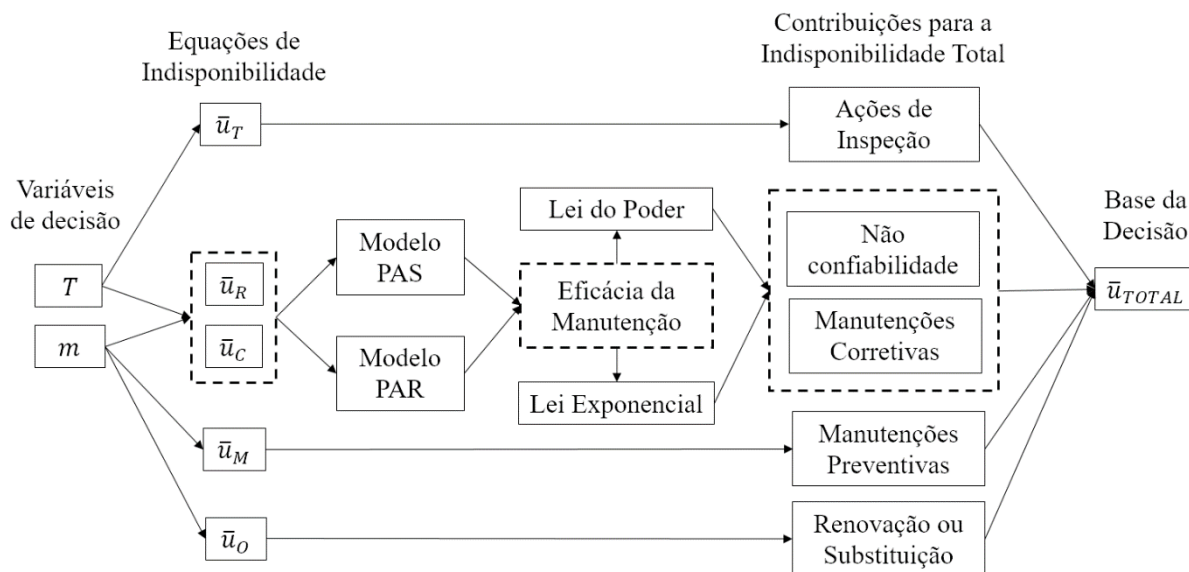 Equações de
Indisponibilidade
Contribuições para a
Indisponibilidade Total
ū_T
Ações de
Inspeção
Variáveis
de decisão
Lei do Poder
Base da
Decisão
T
m
ū_R
ū_C
Modelo
PAS
Modelo
PAR
Eficácia da
Manutenção
Lei Exponencial
Não
confiabilidade
Manutenções
Corretivas
ū_TOTAL
ū_M
Manutenções
Preventivas
ū_O
Renovação ou
Substituição